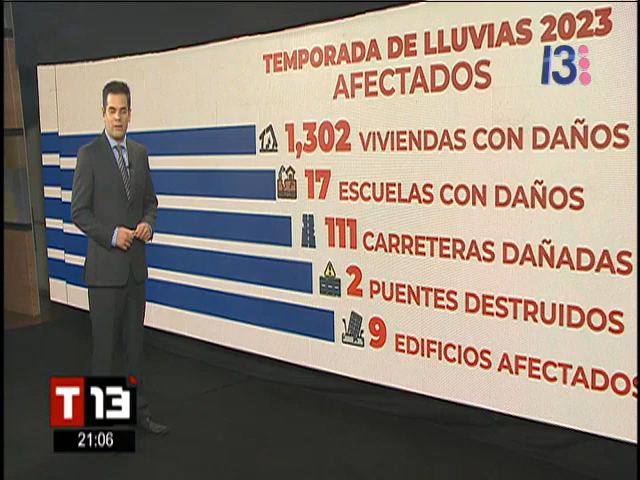 TEMPORADA DE LLUVIAS 2023
AFECTADOS
13
1,302 VIVIENDAS CON DAÑOS
17 ESCUELAS CON DAÑOS
111 CARRETERAS DAÑADAS
2 PUENTES DESTRUIDOS
9 EDIFICIOS AFECTADOS
T13
21:06